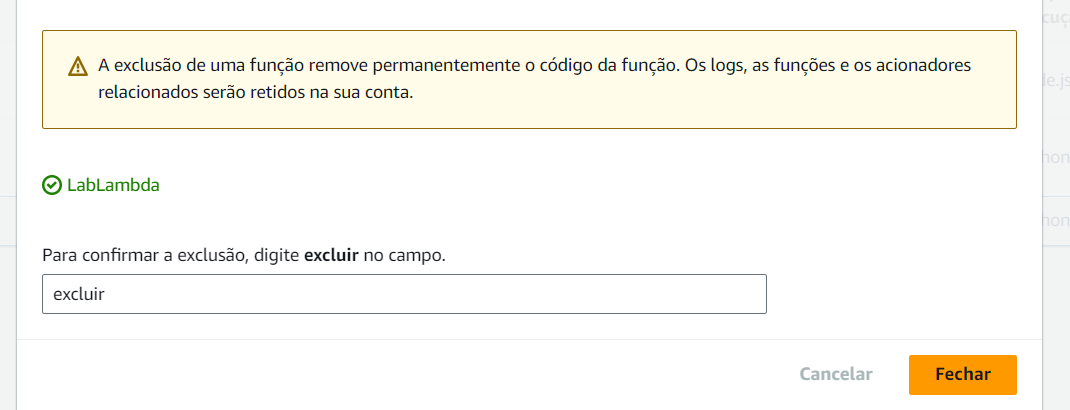 A exclusão de uma função remove permanentemente o código da função. Os logs, as funções e os acionadores
relacionados serão retidos na sua conta.
LabLambda
Para confirmar a exclusão, digite excluir no campo.
excluir
Cancelar
Fechar